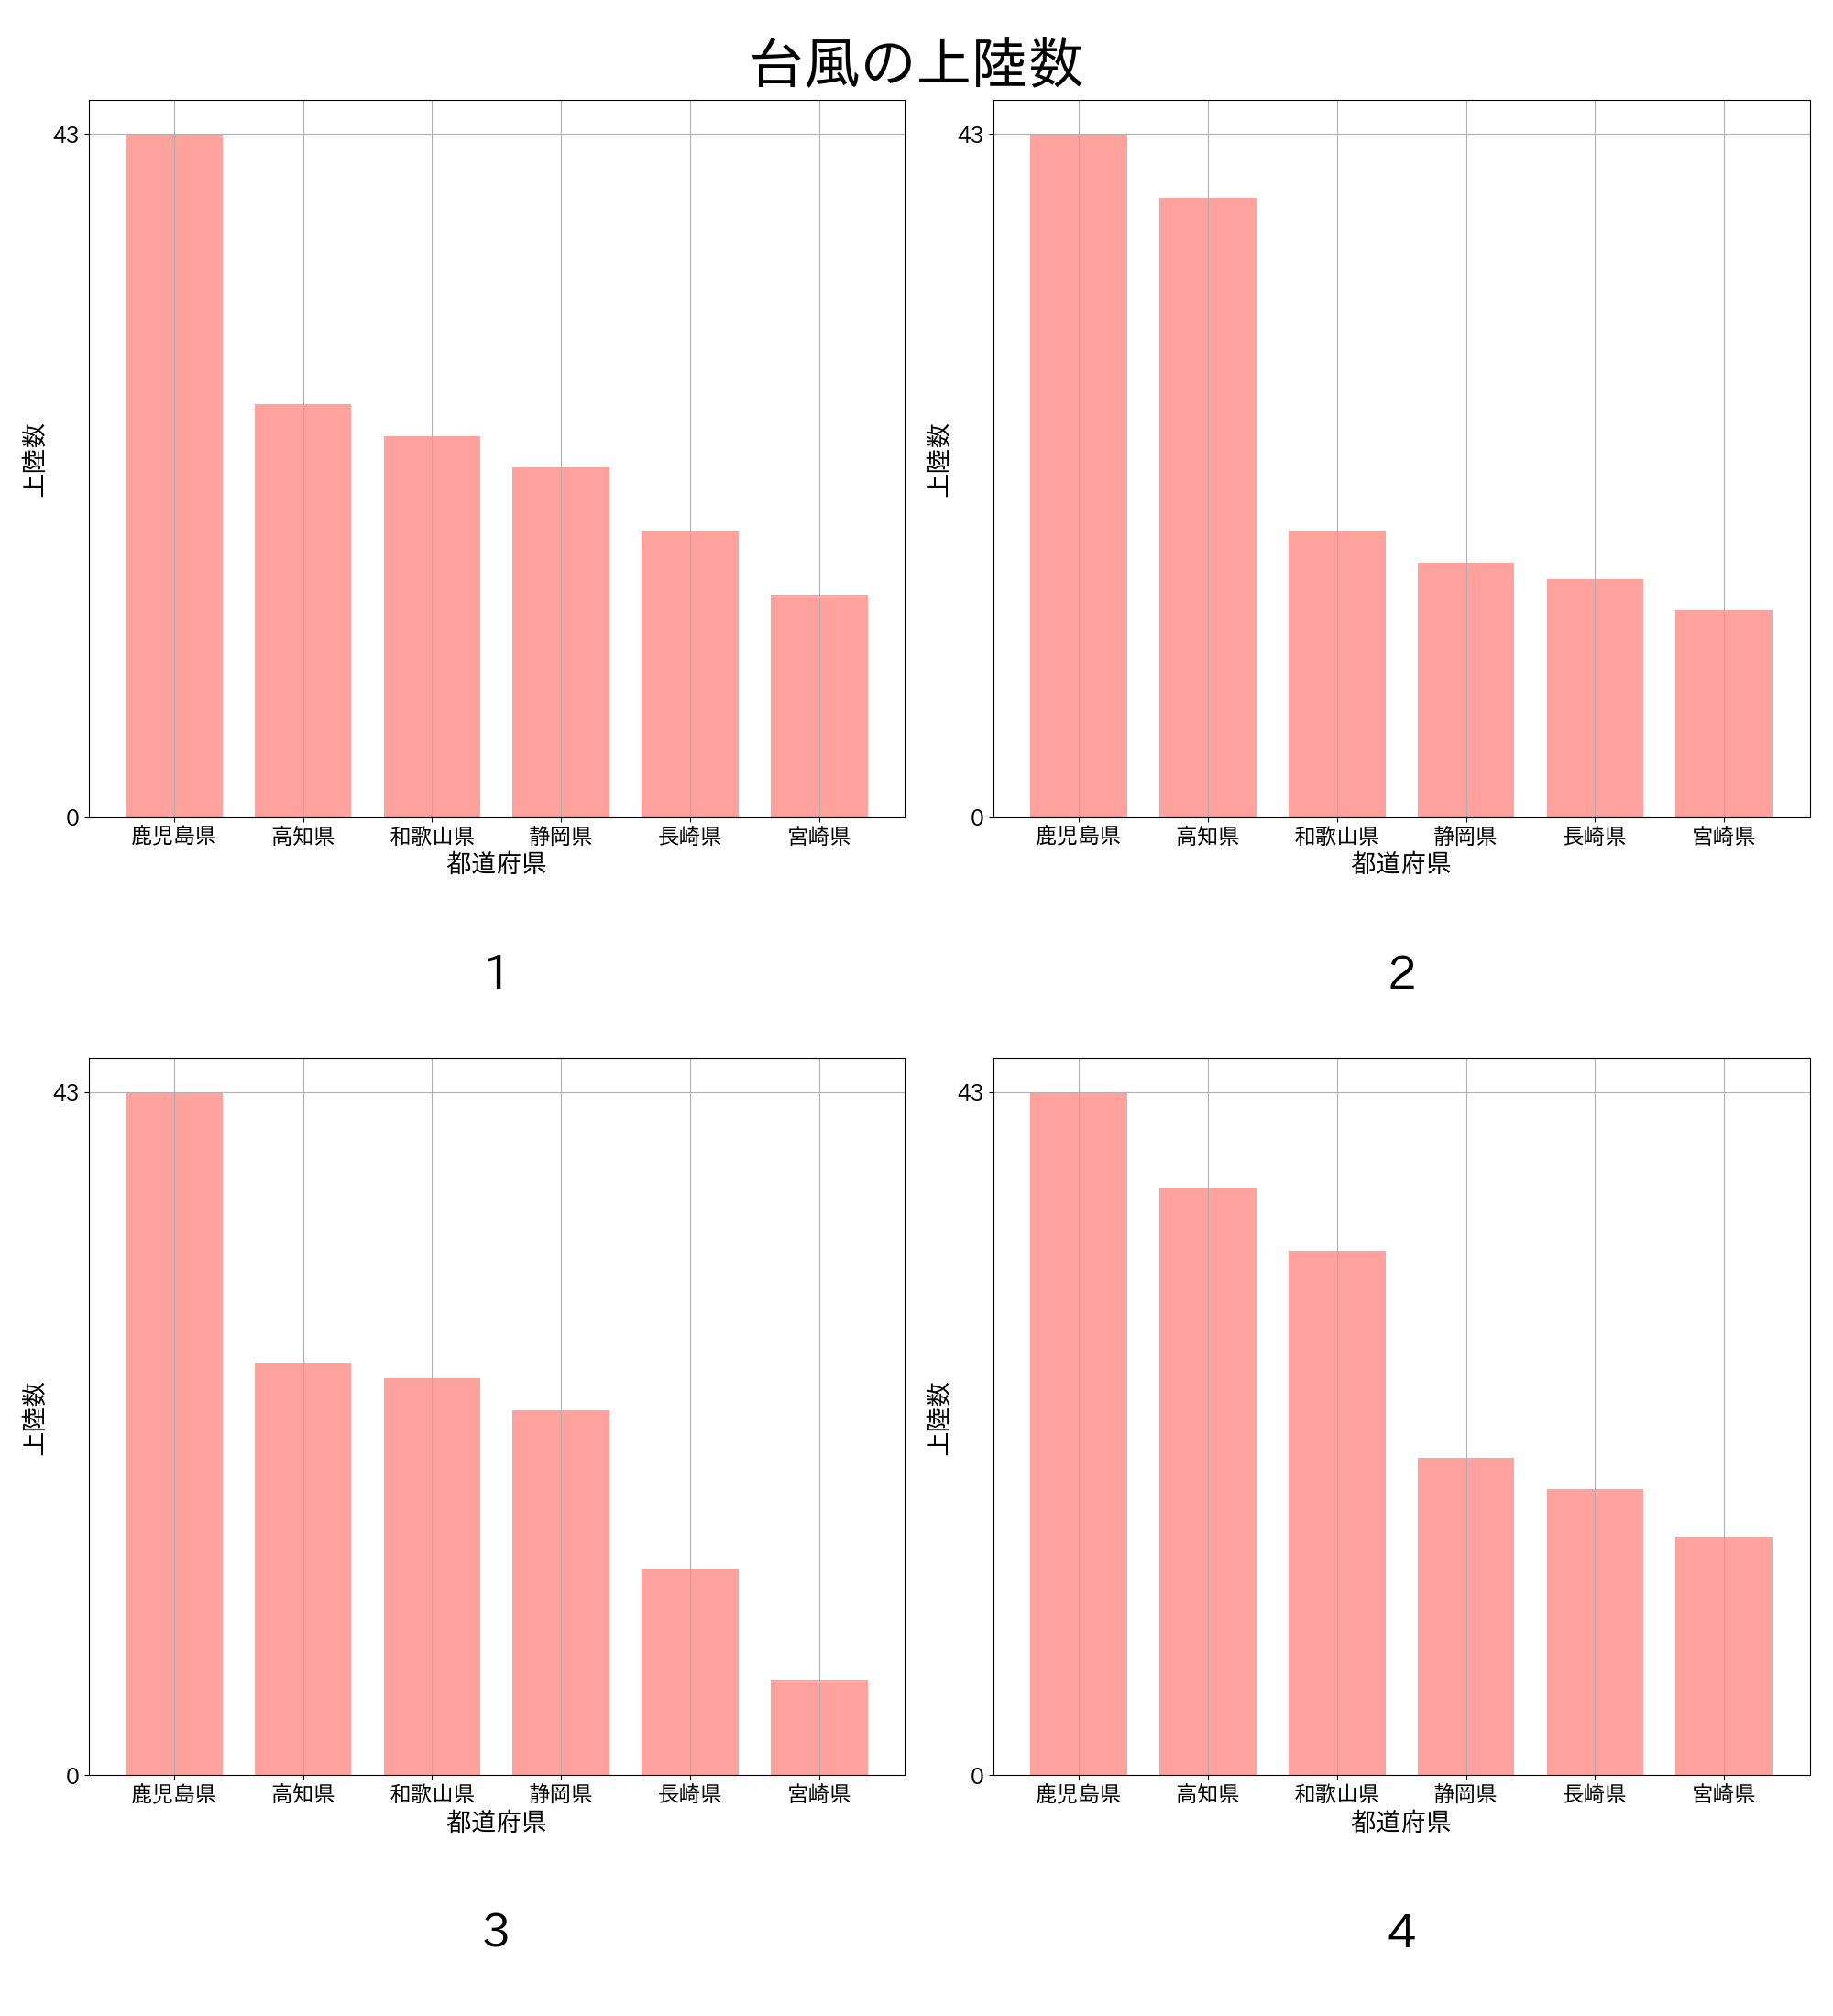 台風の上陸数
43
0
上陸数
鹿児島県 高知県 和歌山県 静岡県 長崎県 宮崎県
都道府県
1
43
0
上陸数
鹿児島県 高知県 和歌山県 静岡県 長崎県 宮崎県
都道府県
2
43
0
上陸数
鹿児島県 高知県 和歌山県 静岡県 長崎県 宮崎県
都道府県
3
43
0
上陸数
鹿児島県 高知県 和歌山県 静岡県 長崎県 宮崎県
都道府県
4